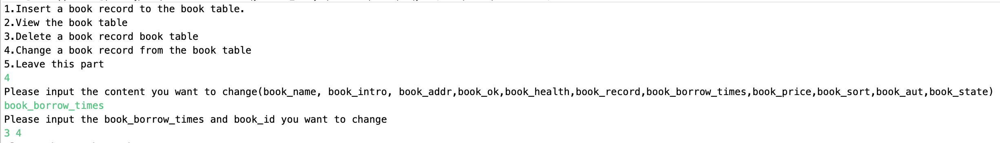 1.Insert a book record to the book table.
2.View the book table
3.Delete a book record book table
4.Change a book record from the book table
5.Leave this part
4
Please input the content you want to change(book_name, book_intro, book_addr,book_ok,book_health,book_record,book_borrow_times,book_price,book_sort,book_aut,book_state)
book_borrow_times
Please input the book_borrow_times and book_id you want to change
3 4